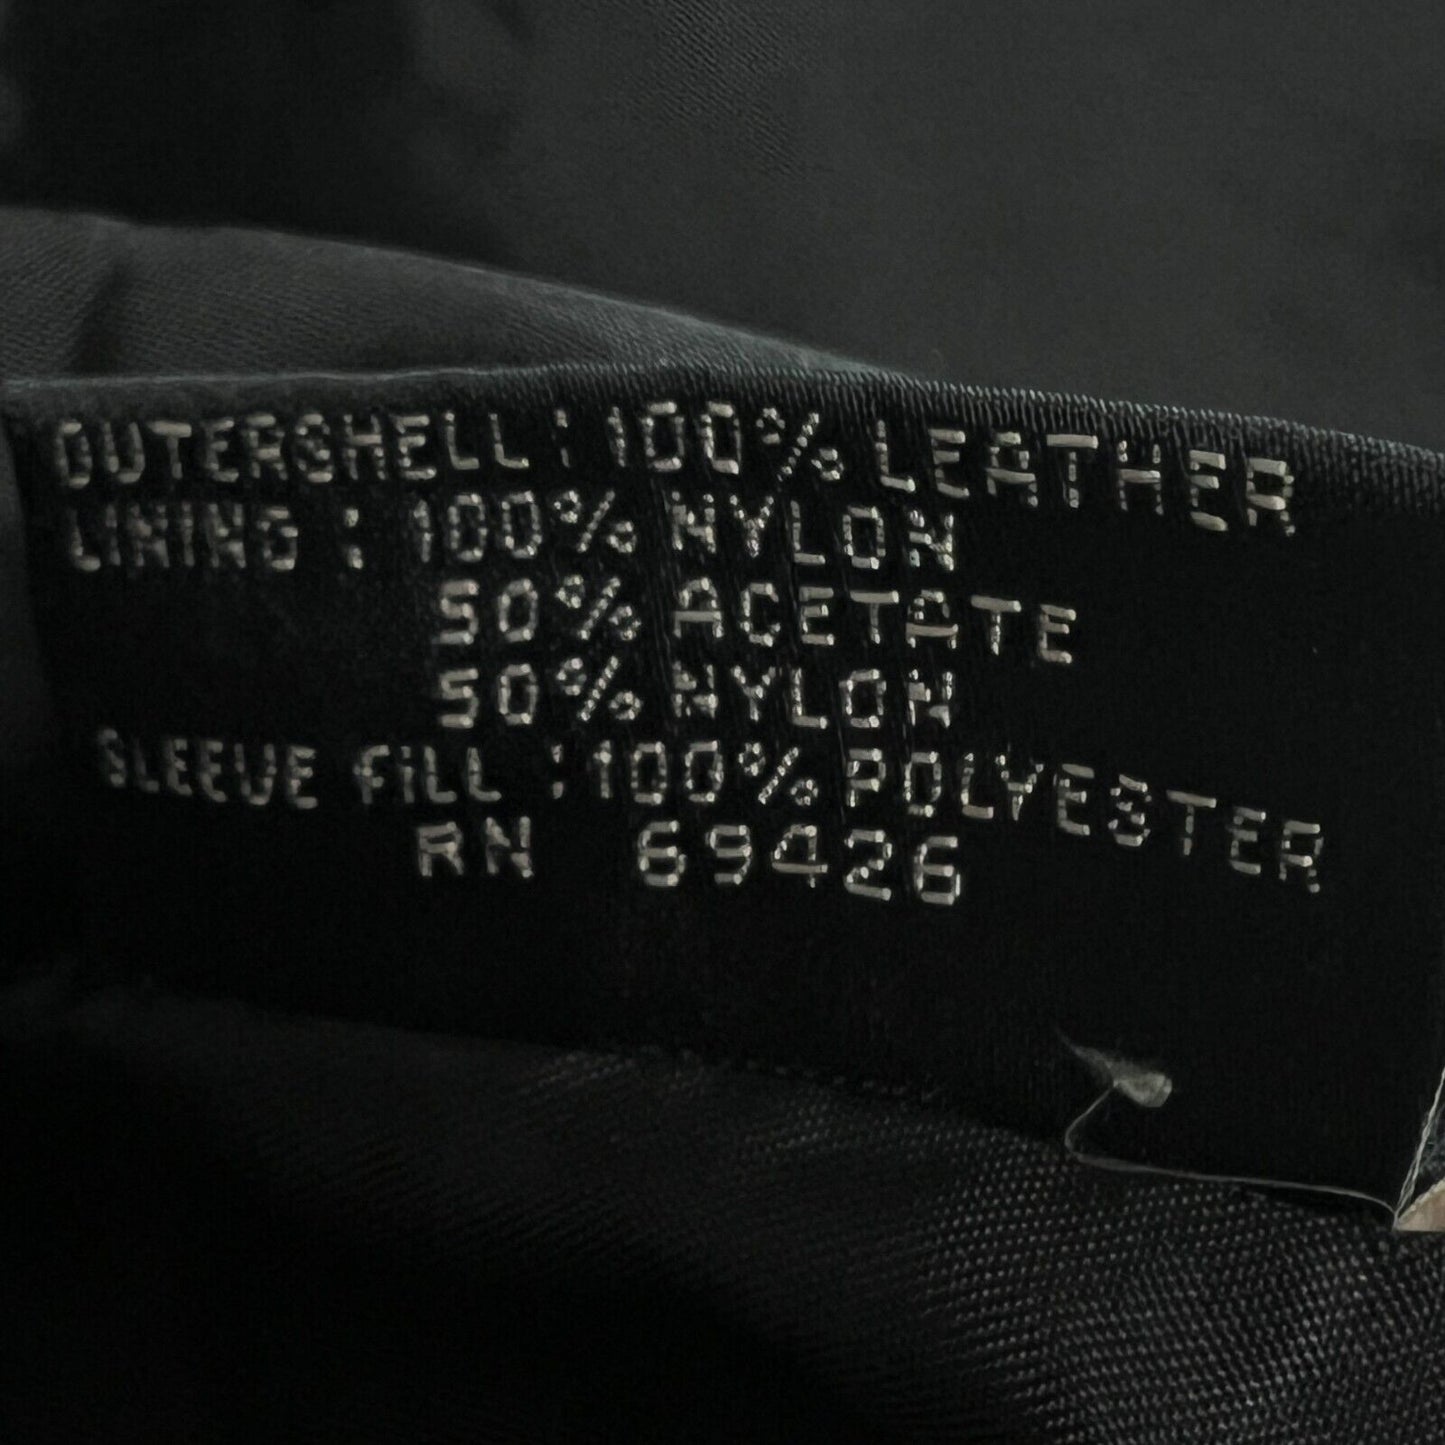 OUTERSHELL : 100% LEATHER
LINING : 100% NYLON
50% ACETATE
50% NYLON
SLEEVE FILL : 100% POLYESTER
RN 69426